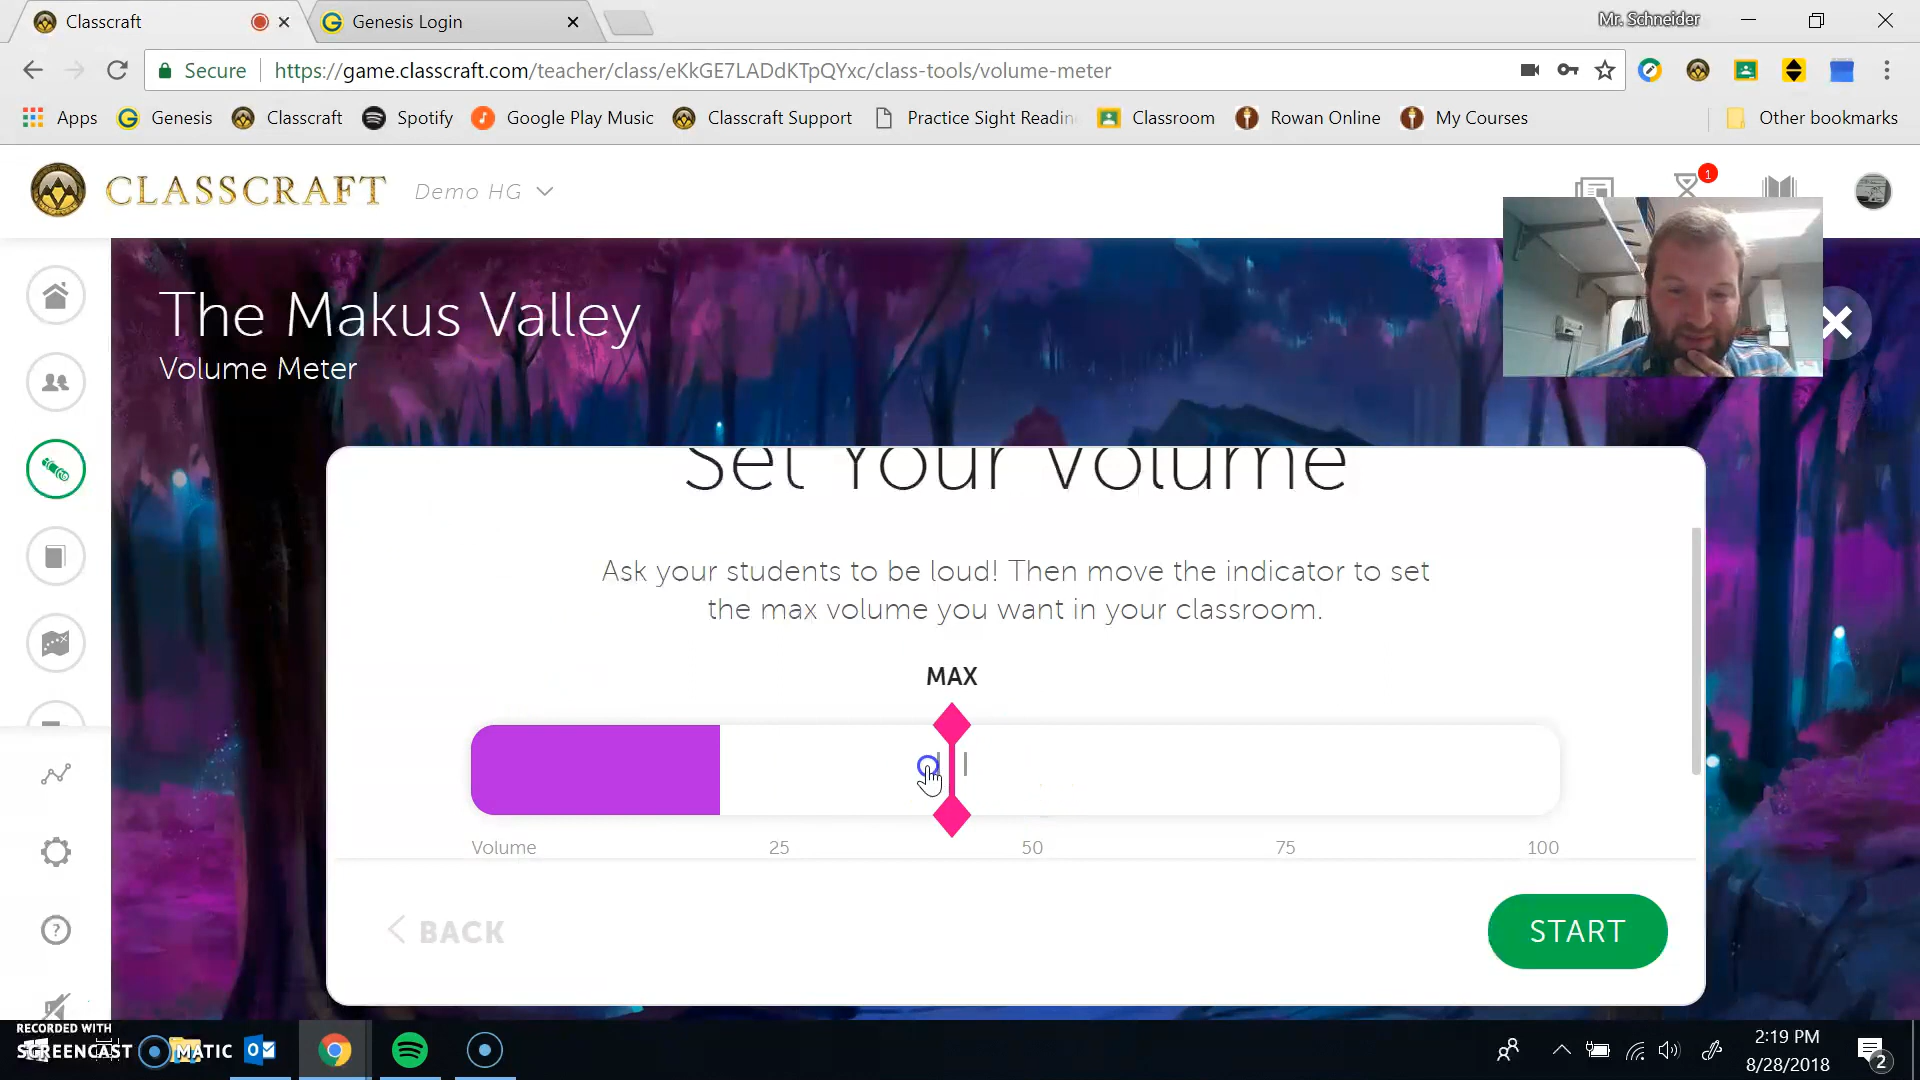 Classcraft
Genesis Login
Mr. Schneider
Secure
https://game.classcraft.com/teacher/class/eKkGE7LADdKTpQYxc/class-tools/volume-meter
Apps
Genesis
Classcraft
Spotify
Google Play Music
Classcraft Support
Practice Sight Readin
Classroom
Rowan Online
My Courses
Other bookmarks
CLASSCRAFT
Demo HG
1
The Makus Valley
Volume Meter
Set Your Volume
Ask your students to be loud! Then move the indicator to set
the max volume you want in your classroom.
MAX
Volume 25 50 75 100
BACK
START
RECORDED WITH
SCREENCAST MATIC
2:19 PM
8/28/2018
2